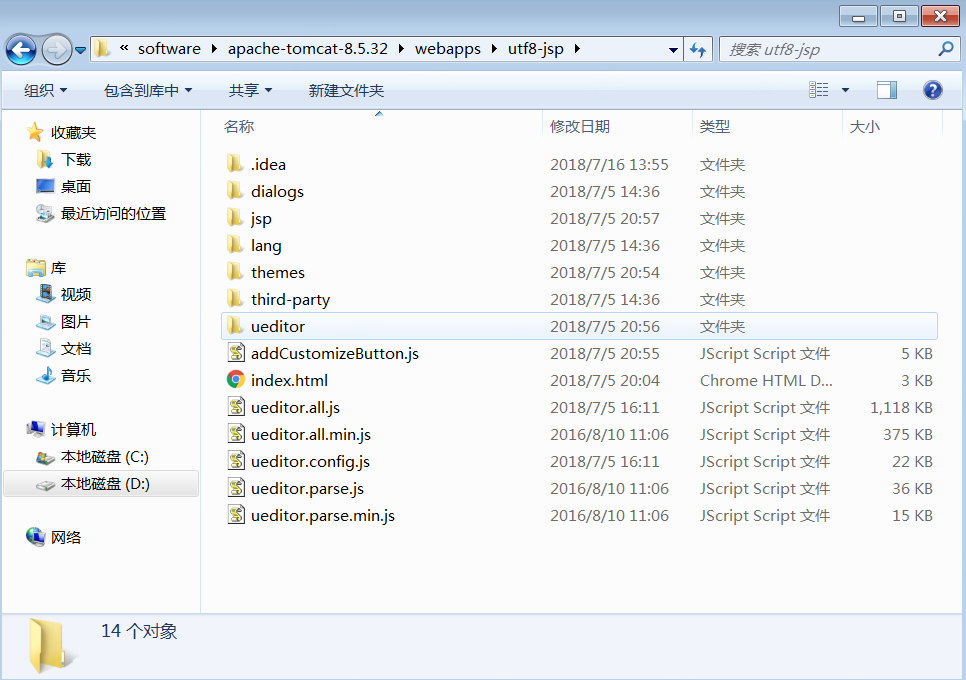 « software apache-tomcat-8.5.32 webapps utf8-jsp 搜索 utf8-jsp
组织 包含到库中 共享 新建文件夹
收藏夹
下载
桌面
最近访问的位置
库
视频
图片
文档
音乐
计算机
本地磁盘 (C:)
本地磁盘 (D:)
网络
名称 修改日期 类型 大小
.idea 2018/7/16 13:55 文件夹
dialogs 2018/7/5 14:36 文件夹
jsp 2018/7/5 20:57 文件夹
lang 2018/7/5 14:36 文件夹
themes 2018/7/5 20:54 文件夹
third-party 2018/7/5 14:36 文件夹
ueditor 2018/7/5 20:56 文件夹
addCustomizeButton.js 2018/7/5 20:55 JScript Script 文件 5 KB
index.html 2018/7/5 20:04 Chrome HTML D... 3 KB
ueditor.all.js 2018/7/5 16:11 JScript Script 文件 1,118 KB
ueditor.all.min.js 2016/8/10 11:06 JScript Script 文件 375 KB
ueditor.config.js 2018/7/5 16:11 JScript Script 文件 22 KB
ueditor.parse.js 2016/8/10 11:06 JScript Script 文件 36 KB
ueditor.parse.min.js 2016/8/10 11:06 JScript Script 文件 15 KB
14 个对象